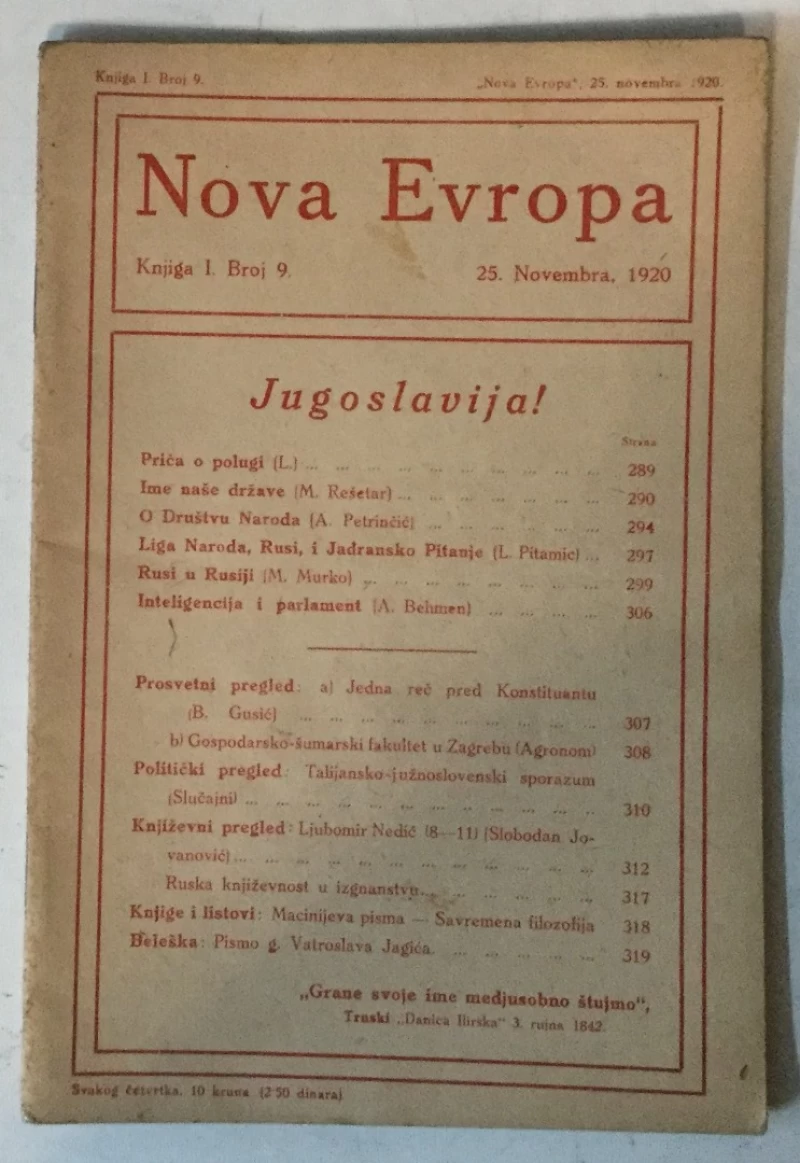 Knjiga I. Broj 9.
„Nova Evropa“, 25. novembra 1920.
Nova Evropa
Knjiga I. Broj 9.
25. Novembra, 1920
Jugoslavija!
Strana
Priča o polugi (L.) ... ... ... ... ... ... ... ... ... ... 289
Ime naše države (M. Rešetar) ... ... ... ... ... ... ... 290
O Društvu Naroda (A. Petrinčić) ... ... ... ... ... ... 294
Liga Naroda, Rusi, i Jadransko Pitanje (L. Pitamic) ... 297
Rusi u Rusiji (M. Murko) ... ... ... ... ... ... ... ... 299
Inteligencija i parlament (A. Behmen) ... ... ... ... 306
Prosvetni pregled: a) Jedna reč pred Konstituantu
(B. Gusić) ... ... ... ... ... ... ... ... ... ... 307
b) Gospodarsko-šumarski fakultet u Zagrebu (Agronom) 308
Politički pregled: Talijansko-južnoslovenski sporazum
(Slučajni) ... ... ... ... ... ... ... ... ... ... ... 310
Književni pregled: Ljubomir Nedić (8—11) (Slobodan Jo-
vanović) ... ... ... ... ... ... ... ... ... ... ... 312
Ruska književnost u izgnanstvu ... ... ... ... ... ... 317
Knjige i listovi: Macinijeva pisma — Savremena filozofija 318
Beleška: Pismo g. Vatroslava Jagića. ... ... ... ... ... 319
„Grane svoje ime medjusobno štujmo“,
Truski „Danica Ilirska“ 3. rujna 1842.
Svakog četvrtka. 10 kruna (2·50 dinara)